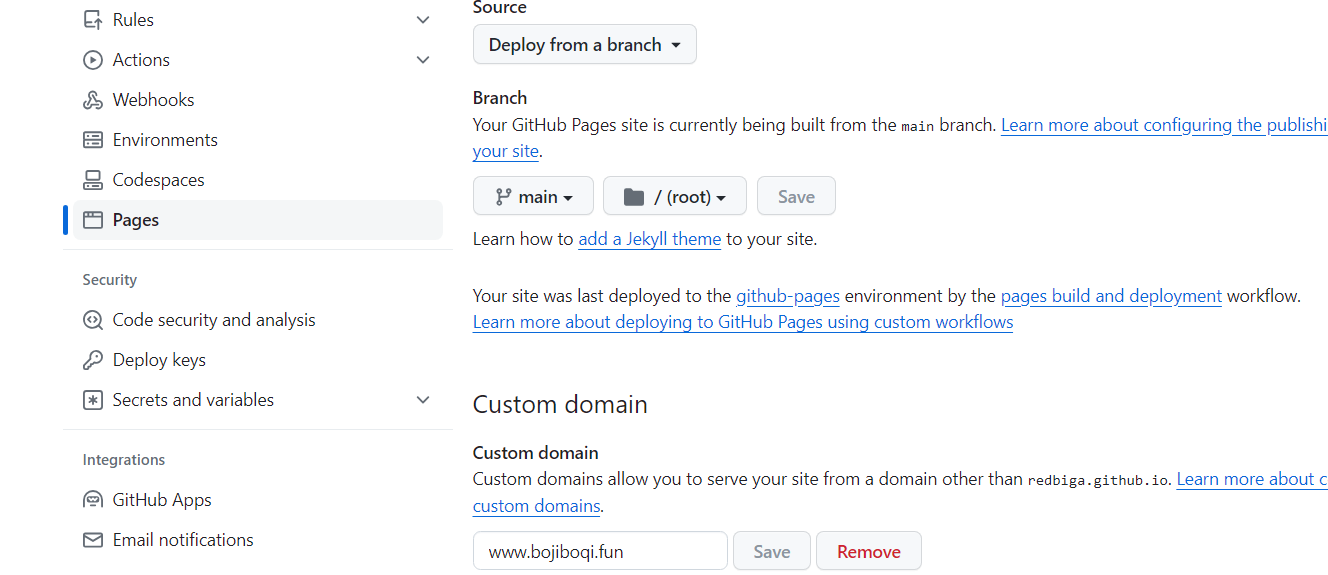 Rules
Actions
Webhooks
Environments
Codespaces
Pages
Security
Code security and analysis
Deploy keys
Secrets and variables
Integrations
GitHub Apps
Email notifications
Source
Deploy from a branch
Branch
Your GitHub Pages site is currently being built from the main branch. Learn more about configuring the publishi
your site.
main / (root) Save
Learn how to add a Jekyll theme to your site.
Your site was last deployed to the github-pages environment by the pages build and deployment workflow.
Learn more about deploying to GitHub Pages using custom workflows
Custom domain
Custom domain
Custom domains allow you to serve your site from a domain other than redbiga.github.io. Learn more about c
custom domains.
www.bojiboqi.fun Save Remove